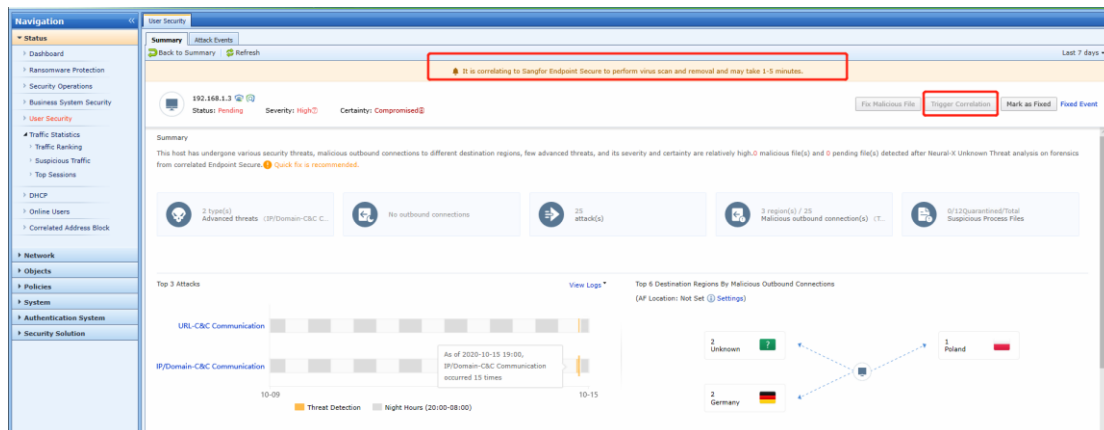 Navigation
Status
Dashboard
Ransomware Protection
Security Operations
Business System Security
User Security
Traffic Statistics
Traffic Ranking
Suspicious Traffic
Top Sessions
DHCP
Online Users
Correlated Address Block
Network
Objects
Policies
System
Authentication System
Security Solution
User Security
Summary Attack Events
Back to Summary Refresh Last 7 days
It is correlating to Sangfor Endpoint Secure to perform virus scan and removal and may take 1-5 minutes.
192.168.1.3
Status: Pending Severity: High Certainty: Compromised
Fix Malicious File Trigger Correlation Mark as Fixed Fixed Event
Summary
This host has undergone various security threats, malicious outbound connections to different destination regions, few advanced threats, and its severity and certainty are relatively high.0 malicious file(s) and 0 pending file(s) detected after Neural-X Unknown Threat analysis on forensics
from correlated Endpoint Secure. Quick fix is recommended.
2 type(s)
Advanced threats (IP/Domain-C&C C...
No outbound connections
25
attack(s)
3 region(s) / 25
Malicious outbound connection(s) (T...
0/12Quarantined/Total
Suspicious Process Files
Top 3 Attacks View Logs
URL-C&C Communication
IP/Domain-C&C Communication
As of 2020-10-15 19:00,
IP/Domain-C&C Communication
occurred 15 times
10-09 10-15
Threat Detection Night Hours (20:00-08:00)
Top 6 Destination Regions By Malicious Outbound Connections
(AF Location: Not Set Settings)
2
Unknown
?
1
Poland
2
Germany